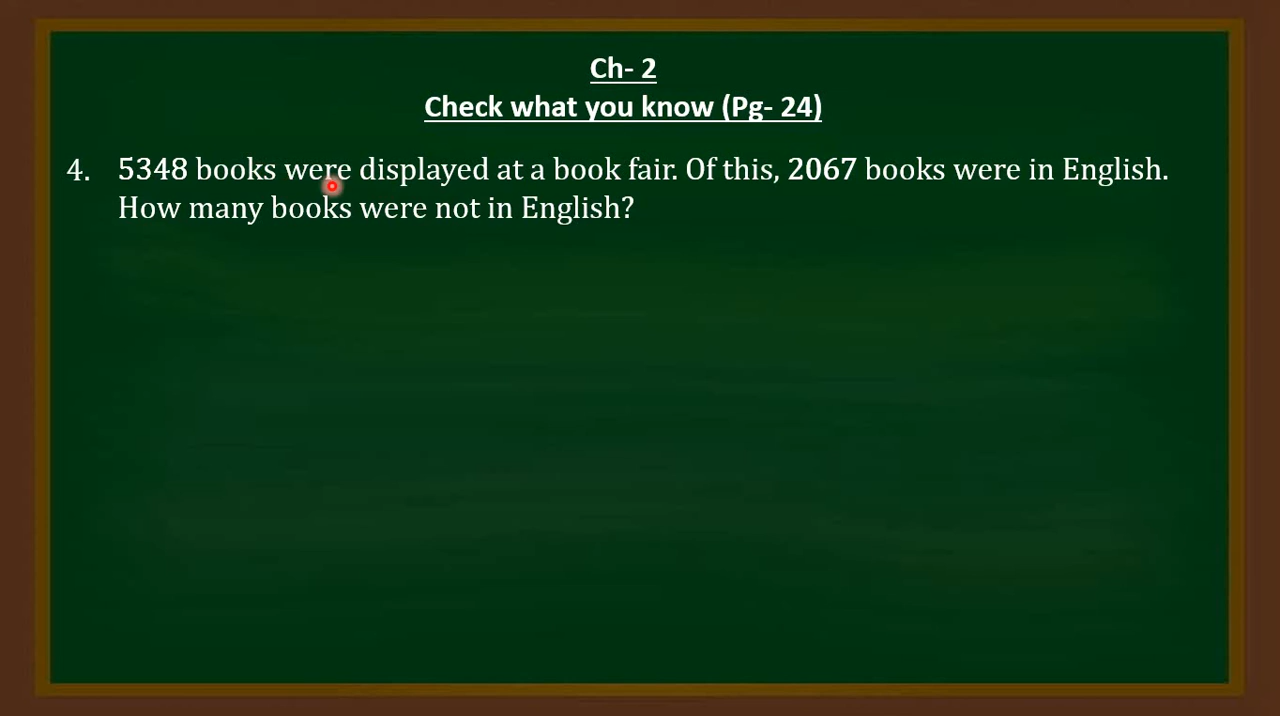 Ch- 2
Check what you know (Pg- 24)
4. 5348 books were displayed at a book fair. Of this, 2067 books were in English.
How many books were not in English?